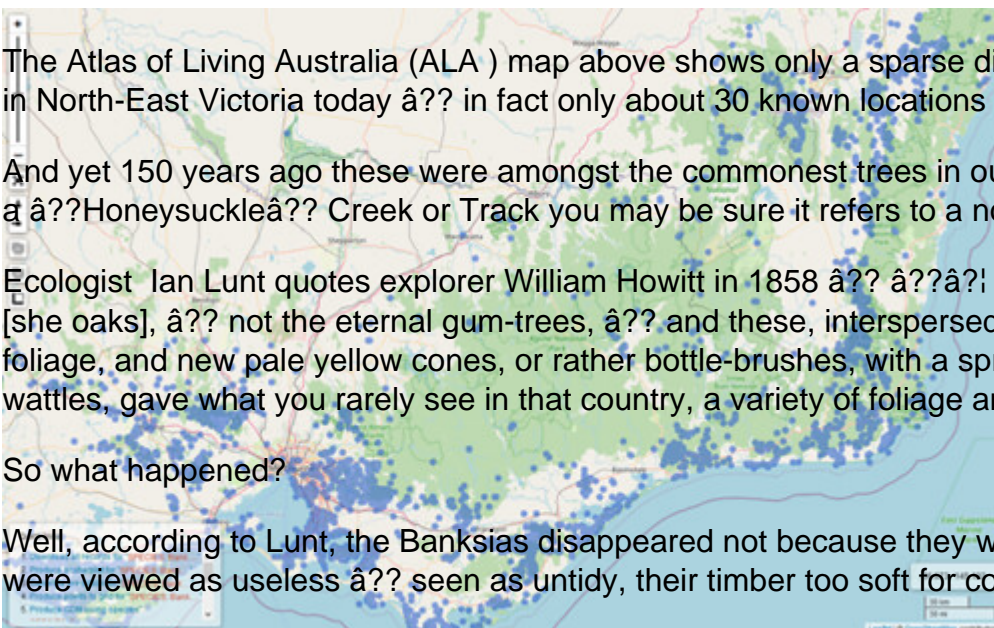 The Atlas of Living Australia (ALA ) map above shows only a sparse di
in North-East Victoria today â?? in fact only about 30 known locations
And yet 150 years ago these were amongst the commonest trees in ou
a â??Honeysuckleâ?? Creek or Track you may be sure it refers to a no
Ecologist  Ian Lunt quotes explorer William Howitt in 1858 â?? â??â?¦
[she oaks], â?? not the eternal gum-trees, â?? and these, interspersed
foliage, and new pale yellow cones, or rather bottle-brushes, with a sp
wattles, gave what you rarely see in that country, a variety of foliage a
So what happened?
Well, according to Lunt, the Banksias disappeared not because they w
were viewed as useless â?? seen as untidy, their timber too soft for co